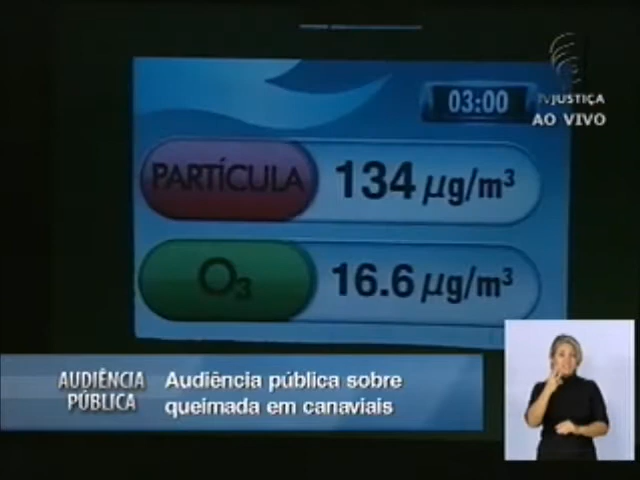 03:00
TVJUSTIÇA
AO VIVO
PARTÍCULA 134 µg/m³
O₃ 16.6 µg/m³
AUDIÊNCIA
PÚBLICA
Audiência pública sobre
queimada em canaviais